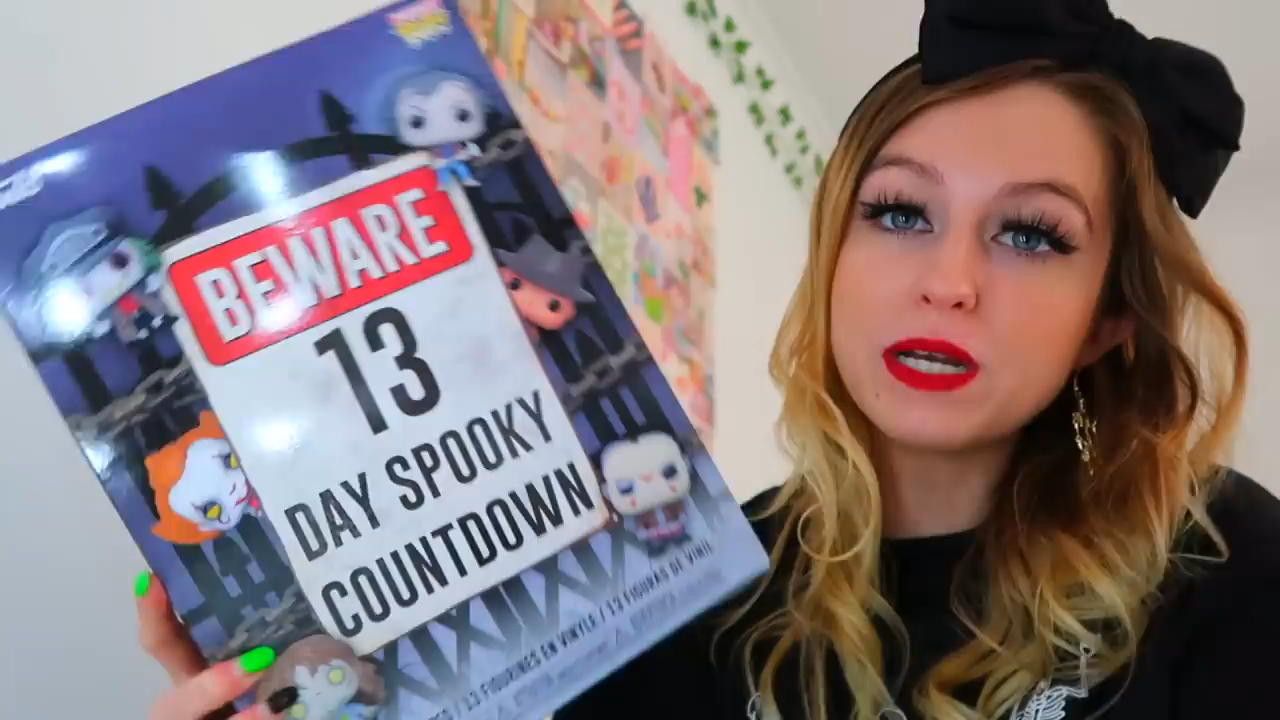 BEWARE
13
DAY SPOOKY
COUNTDOWN
/ 13 FIGURINES EN VINYLE / 13 FIGURAS DE VINIL